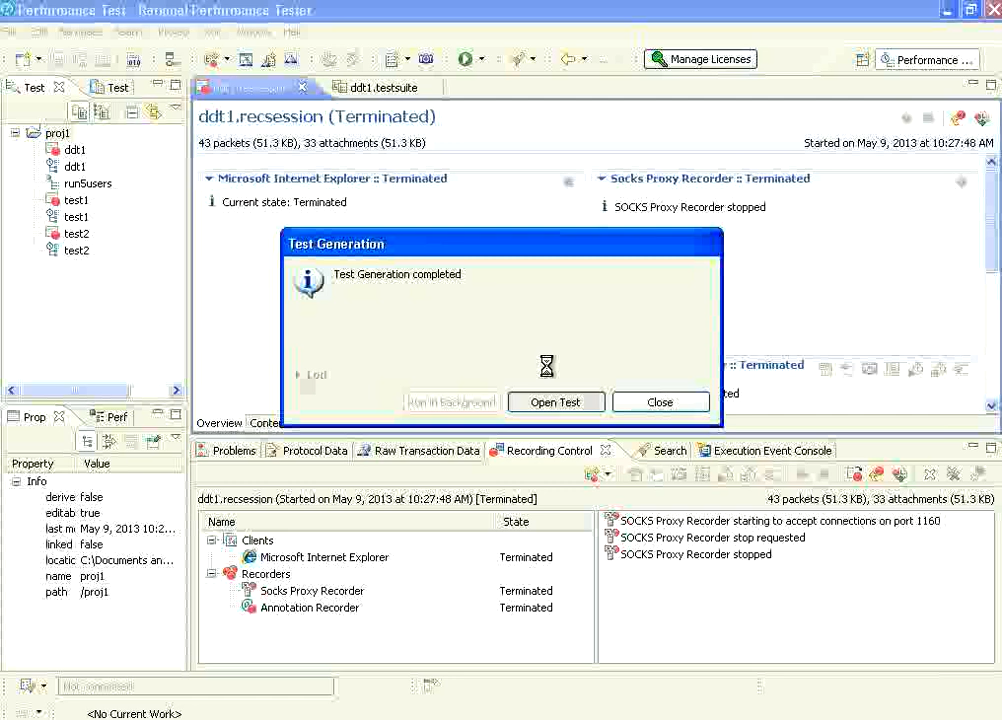 Performance Test - Rational Performance Tester
Manage Licenses
Performance ...
Test
Test
ddt1.testsuite
proj1
ddt1
ddt1
run5users
test1
test1
test2
test2
ddt1.recsession (Terminated)
43 packets (51.3 KB), 33 attachments (51.3 KB)
Started on May 9, 2013 at 10:27:48 AM
Microsoft Internet Explorer :: Terminated
Current state: Terminated
Socks Proxy Recorder :: Terminated
SOCKS Proxy Recorder stopped
Test Generation
Test Generation completed
Run in Background
Open Test
Close
:: Terminated
ted
Overview
Conter
Prop
Perf
Property
Value
Info
derive false
editab true
last m May 9, 2013 10:2...
linked false
locatic C:\Documents an...
name proj1
path /proj1
Problems
Protocol Data
Raw Transaction Data
Recording Control
Search
Execution Event Console
ddt1.recsession (Started on May 9, 2013 at 10:27:48 AM) [Terminated]
43 packets (51.3 KB), 33 attachments (51.3 KB)
Name
State
Clients
Microsoft Internet Explorer
Terminated
Recorders
Socks Proxy Recorder
Terminated
Annotation Recorder
Terminated
SOCKS Proxy Recorder starting to accept connections on port 1160
SOCKS Proxy Recorder stop requested
SOCKS Proxy Recorder stopped
Not connected
<No Current Work>